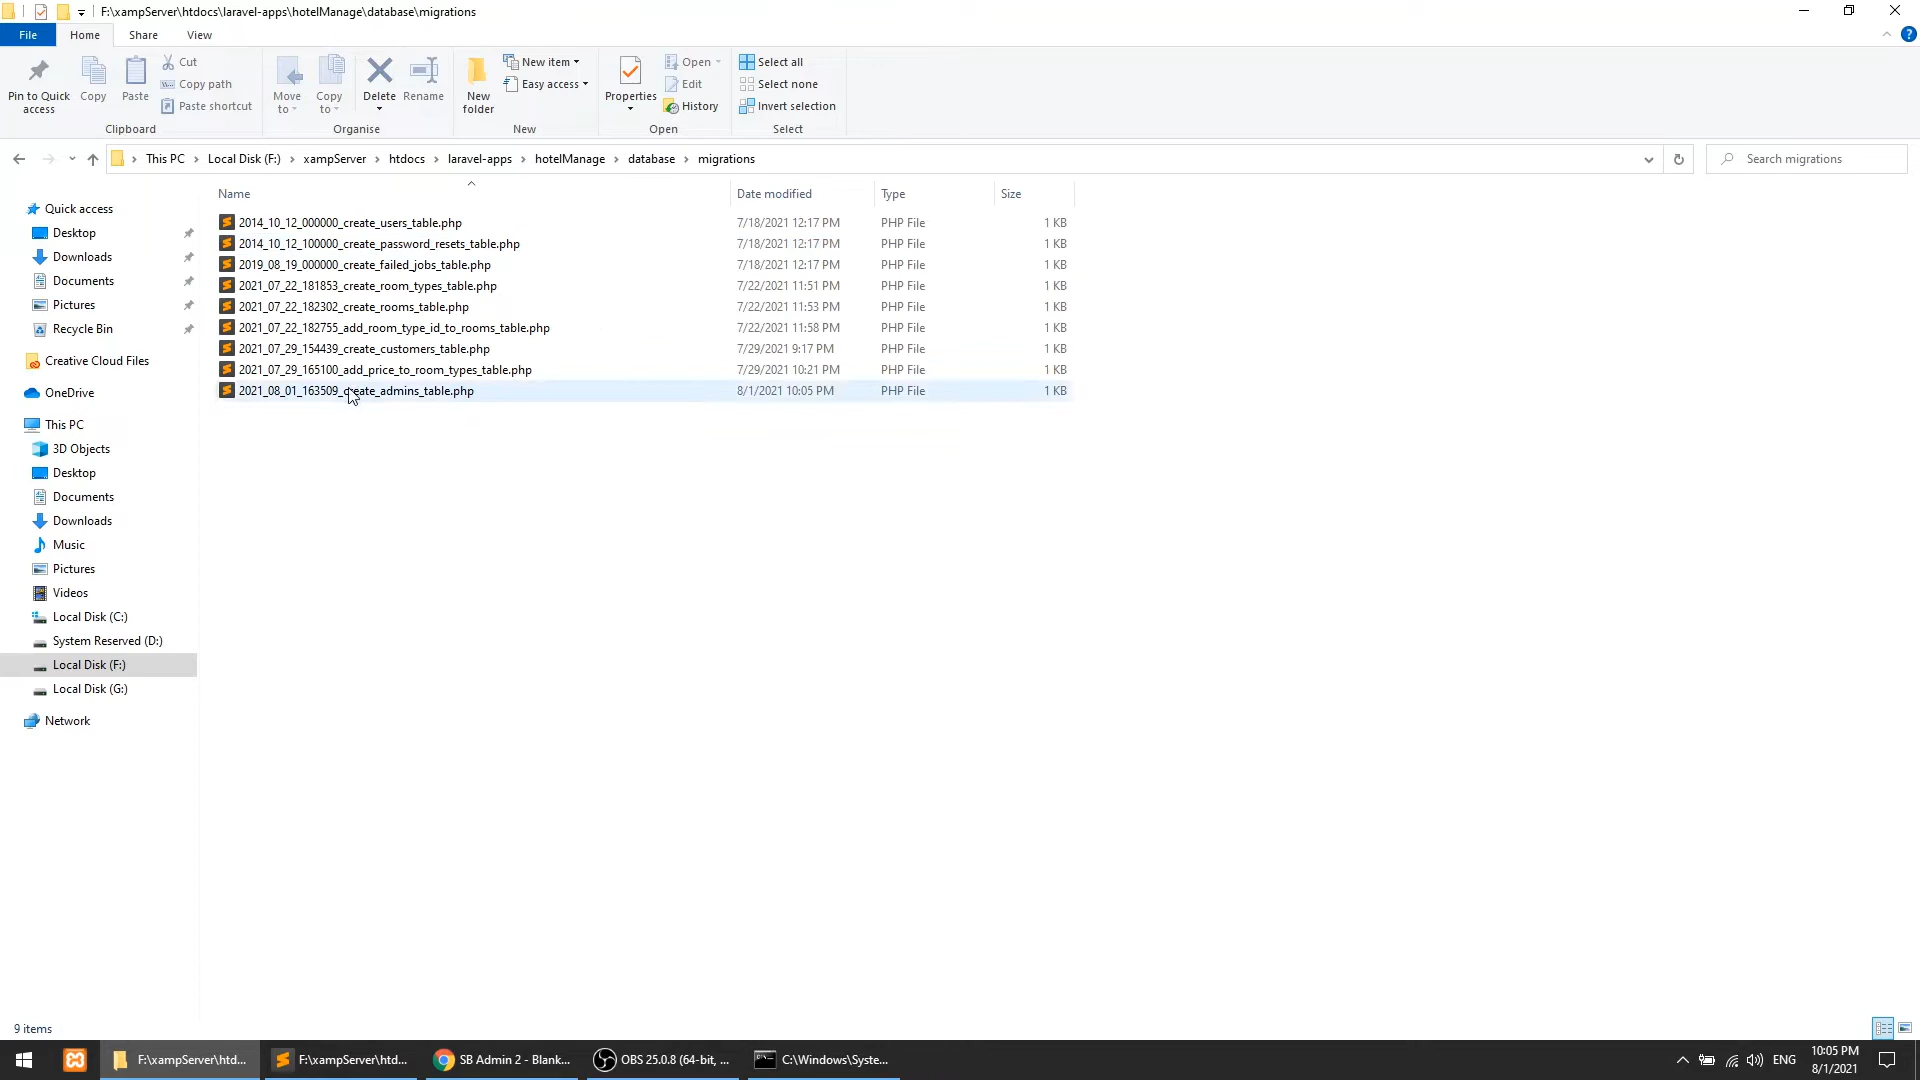 F:\xampServer\htdocs\laravel-apps\hotelManage\database\migrations
File Home Share View
Pin to Quick access
Copy
Paste
Cut
Copy path
Paste shortcut
Clipboard
Move to
Copy to
Delete
Rename
Organise
New folder
New item
Easy access
New
Properties
Open
Edit
History
Open
Select all
Select none
Invert selection
Select
This PC > Local Disk (F:) > xampServer > htdocs > laravel-apps > hotelManage > database > migrations
Search migrations
Name Date modified Type Size
2014_10_12_000000_create_users_table.php 7/18/2021 12:17 PM PHP File 1 KB
2014_10_12_100000_create_password_resets_table.php 7/18/2021 12:17 PM PHP File 1 KB
2019_08_19_000000_create_failed_jobs_table.php 7/18/2021 12:17 PM PHP File 1 KB
2021_07_22_181853_create_room_types_table.php 7/22/2021 11:51 PM PHP File 1 KB
2021_07_22_182302_create_rooms_table.php 7/22/2021 11:53 PM PHP File 1 KB
2021_07_22_182755_add_room_type_id_to_rooms_table.php 7/22/2021 11:58 PM PHP File 1 KB
2021_07_29_154439_create_customers_table.php 7/29/2021 9:17 PM PHP File 1 KB
2021_07_29_165100_add_price_to_room_types_table.php 7/29/2021 10:21 PM PHP File 1 KB
2021_08_01_163509_create_admins_table.php 8/1/2021 10:05 PM PHP File 1 KB
Quick access
Desktop
Downloads
Documents
Pictures
Recycle Bin
Creative Cloud Files
OneDrive
This PC
3D Objects
Desktop
Documents
Downloads
Music
Pictures
Videos
Local Disk (C:)
System Reserved (D:)
Local Disk (F:)
Local Disk (G:)
Network
9 items
F:\xampServer\htd...
F:\xampServer\htd...
SB Admin 2 - Blank...
OBS 25.0.8 (64-bit, ...
C:\Windows\Syste...
ENG
10:05 PM
8/1/2021